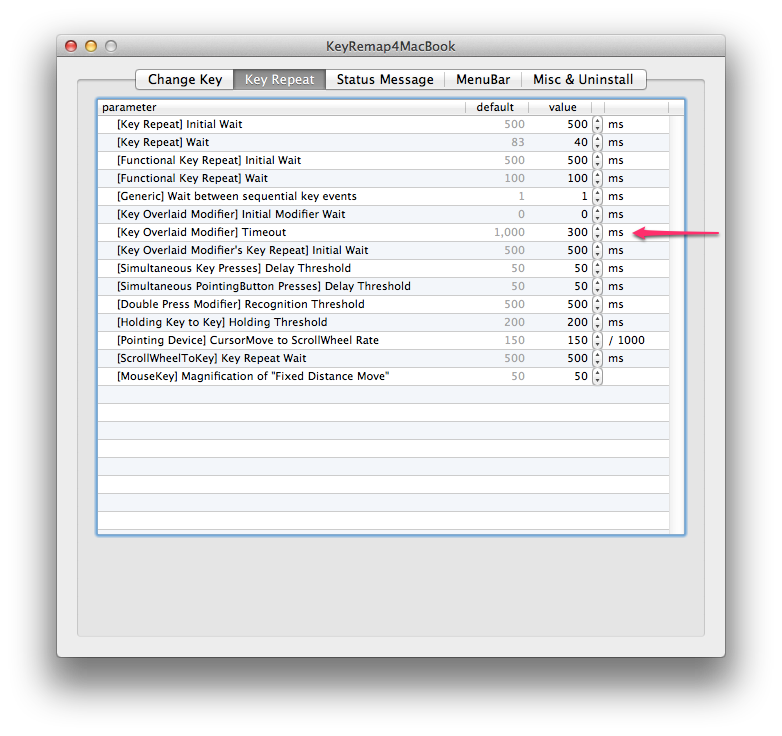 KeyRemap4MacBook
Change Key Key Repeat Status Message MenuBar Misc & Uninstall
parameter default value
[Key Repeat] Initial Wait 500 500 ms
[Key Repeat] Wait 83 40 ms
[Functional Key Repeat] Initial Wait 500 500 ms
[Functional Key Repeat] Wait 100 100 ms
[Generic] Wait between sequential key events 1 1 ms
[Key Overlaid Modifier] Initial Modifier Wait 0 0 ms
[Key Overlaid Modifier] Timeout 1,000 300 ms
[Key Overlaid Modifier's Key Repeat] Initial Wait 500 500 ms
[Simultaneous Key Presses] Delay Threshold 50 50 ms
[Simultaneous PointingButton Presses] Delay Threshold 50 50 ms
[Double Press Modifier] Recognition Threshold 500 500 ms
[Holding Key to Key] Holding Threshold 200 200 ms
[Pointing Device] CursorMove to ScrollWheel Rate 150 150 / 1000
[ScrollWheelToKey] Key Repeat Wait 500 500 ms
[MouseKey] Magnification of "Fixed Distance Move" 50 50